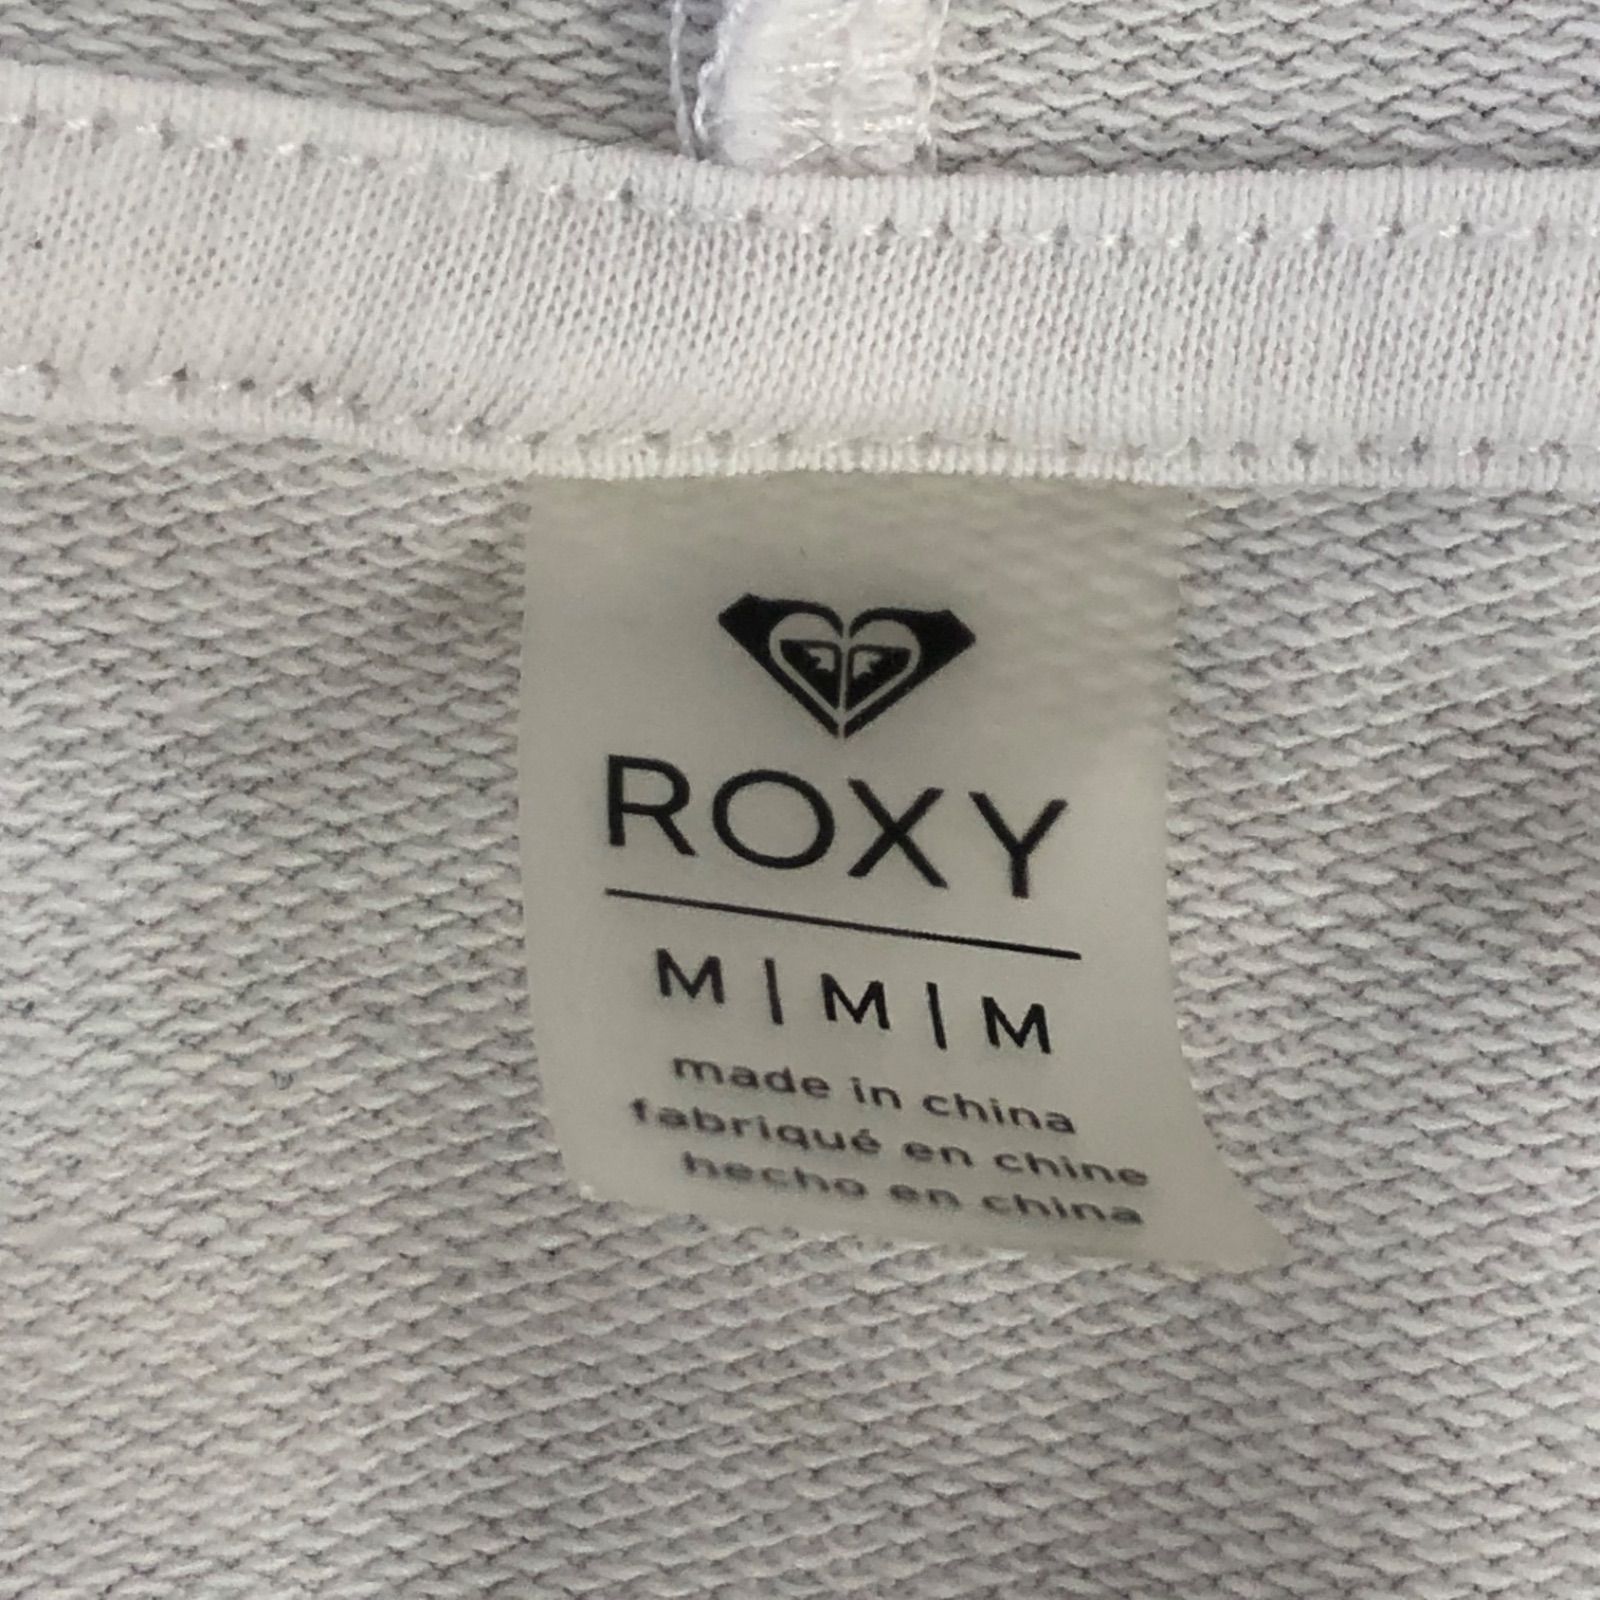 ROXY
M | M | M
made in china
fabriqué en chine
hecho en china